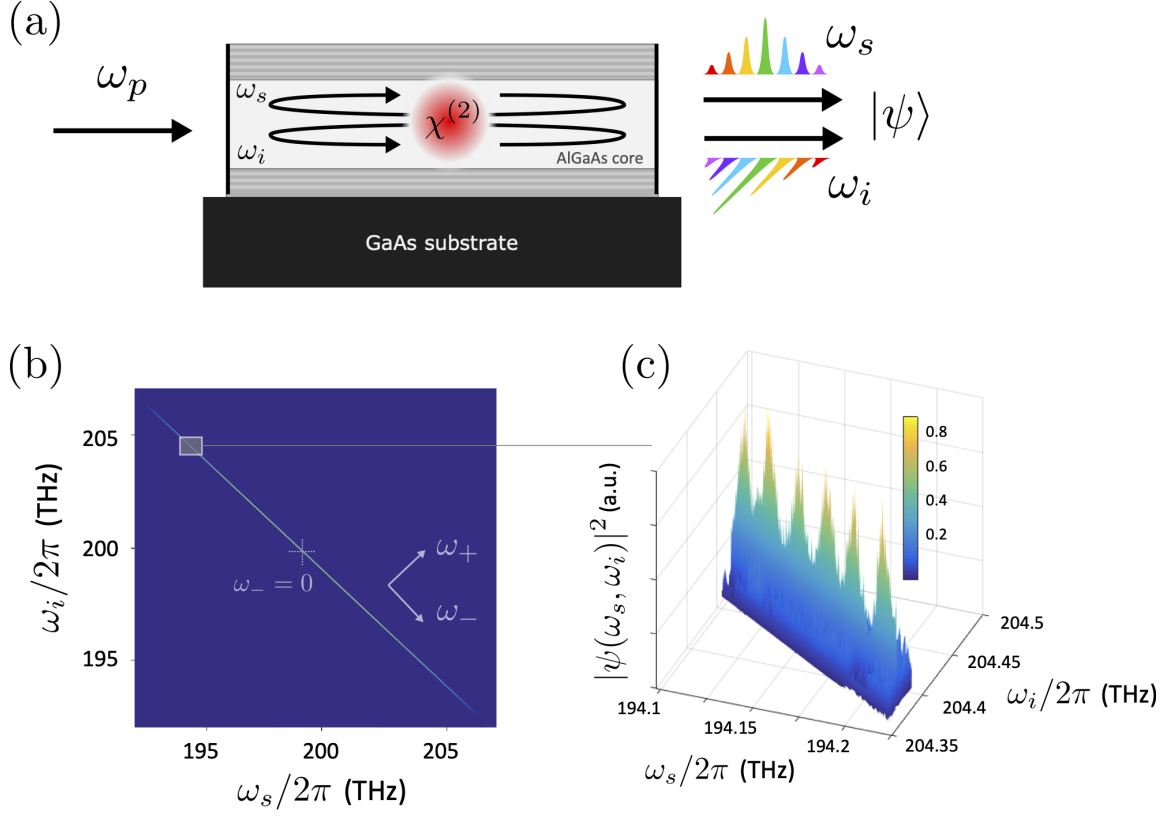 (a)
ω_p
ω_s
ω_i
χ^(2)
AlGaAs core
GaAs substrate
ω_s
|ψ⟩
ω_i
(b)
ω_i/2π (THz)
205
200
195
ω_- = 0
ω_+
ω_-
195
200
205
ω_s/2π (THz)
(c)
|ψ(ω_s, ω_i)|^2 (a.u.)
0.8
0.6
0.4
0.2
194.1
194.15
194.2
ω_s/2π (THz)
204.5
204.45
204.4
204.35
ω_i/2π (THz)